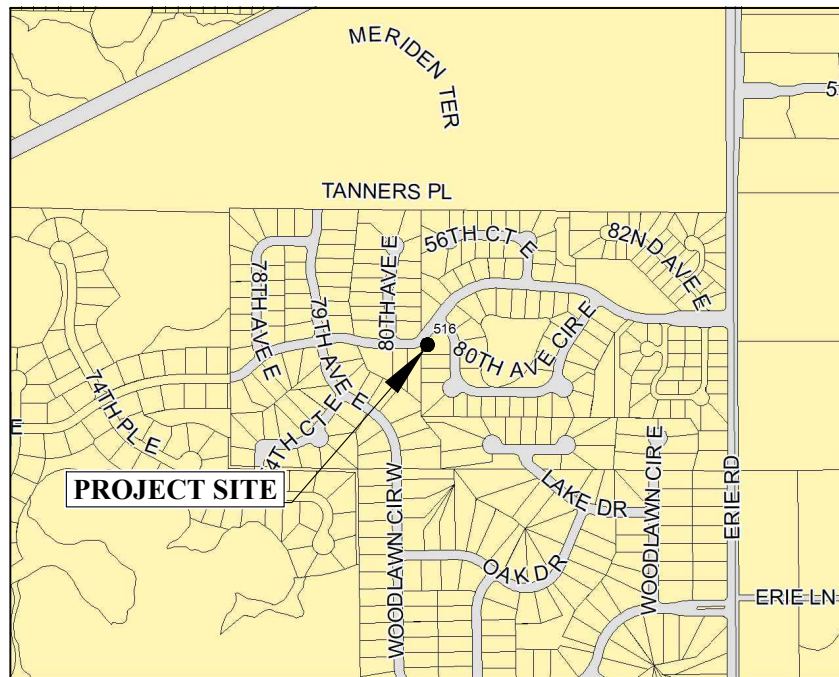 MERIDEN TER
5
TANNERS PL
56TH CT E
82ND AVE E
80TH AVE E
78TH AVE E
79TH AVE E
516
80TH AVE CIR E
74TH PL E
E
4TH CT E
PROJECT SITE
WOODLAWN CIR W
LAKE DR
WOODLAWN CIR E
ERIE RD
OAK DR
ERIE LN